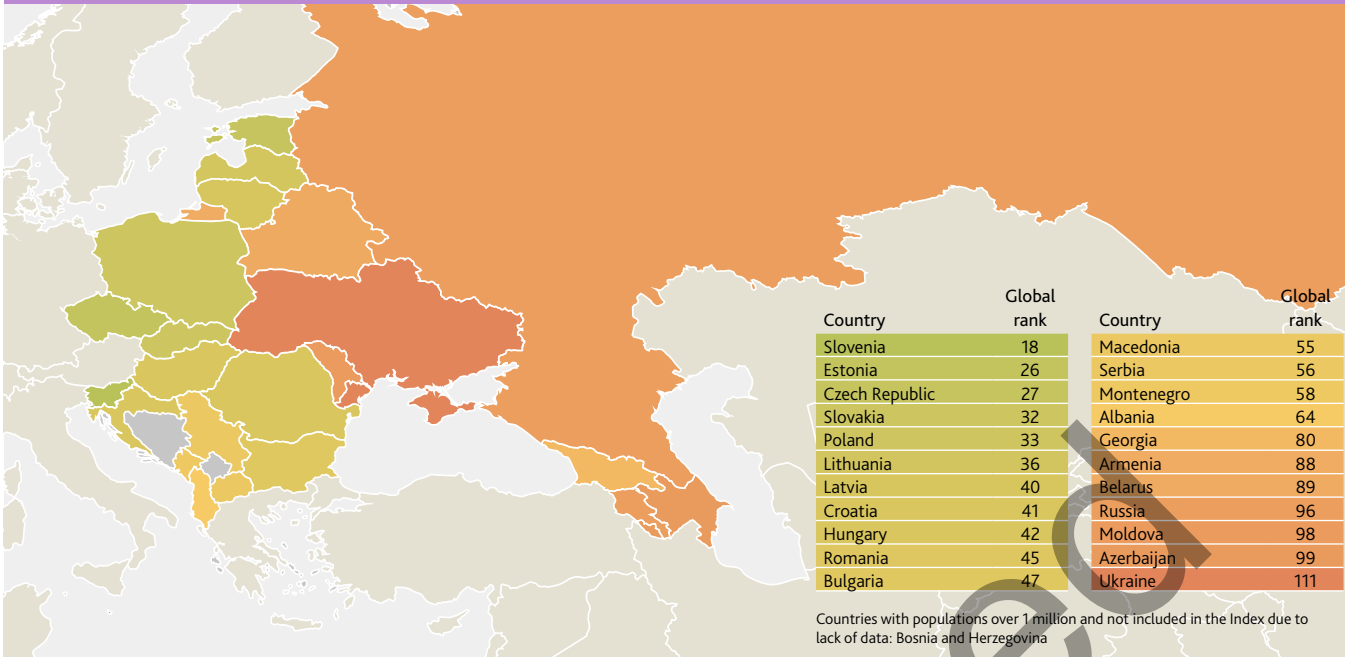 Country Global rank
Slovenia 18
Estonia 26
Czech Republic 27
Slovakia 32
Poland 33
Lithuania 36
Latvia 40
Croatia 41
Hungary 42
Romania 45
Bulgaria 47
Country Global rank
Macedonia 55
Serbia 56
Montenegro 58
Albania 64
Georgia 80
Armenia 88
Belarus 89
Russia 96
Moldova 98
Azerbaijan 99
Ukraine 111
Countries with populations over 1 million and not included in the Index due to
lack of data: Bosnia and Herzegovina
ed